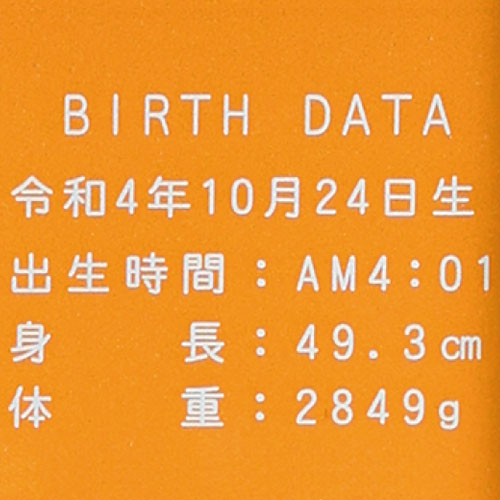 BIRTH DATA
令和4年10月24日生
出生時間：AM4:01
身　長：49.3cm
体　重：2849g